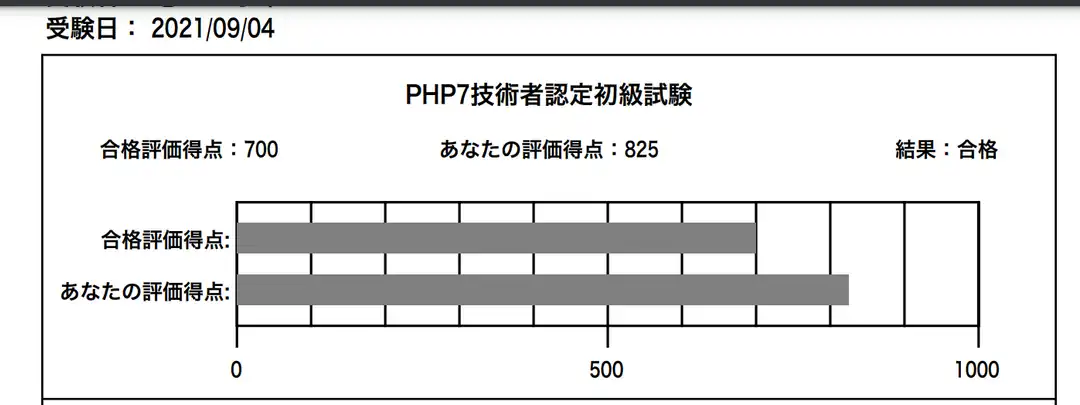 受験日： 2021/09/04
PHP7技術者認定初級試験
合格評価得点：700 あなたの評価得点：825 結果：合格
合格評価得点:
あなたの評価得点:
0 500 1000